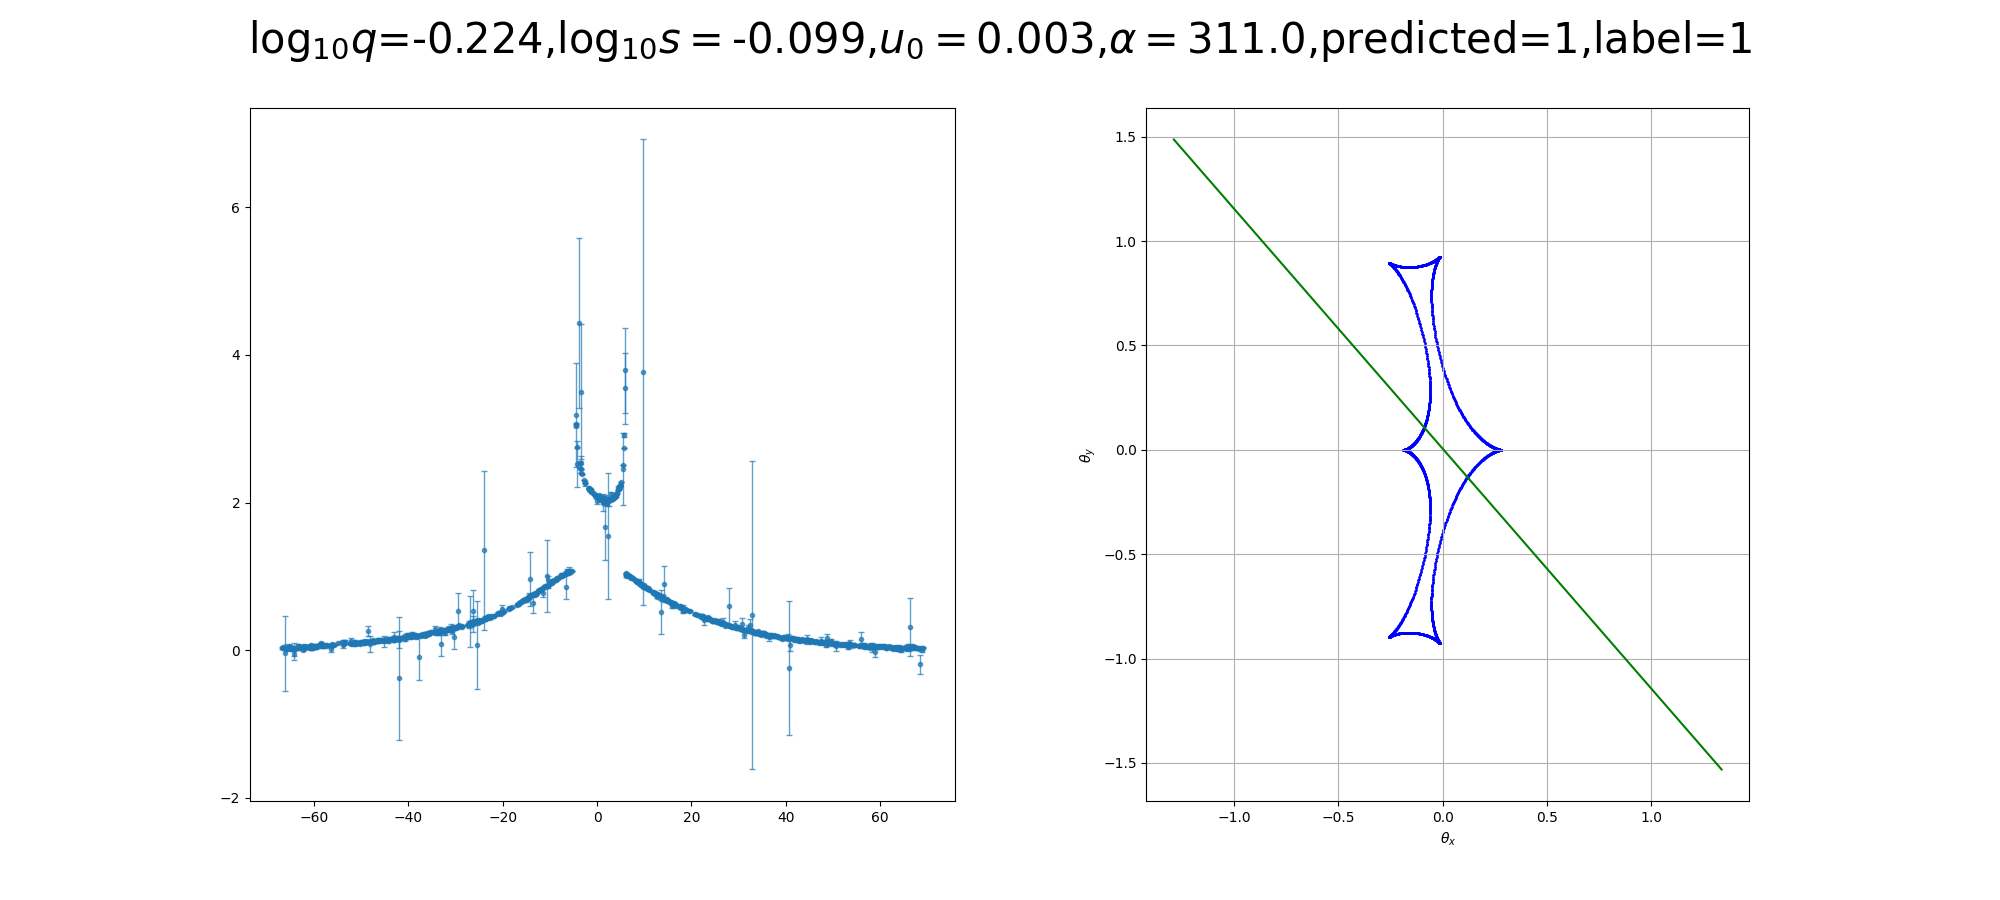 log₁₀q=-0.224,log₁₀s = -0.099,u₀ = 0.003,α = 311.0,predicted=1,label=1
6
4
2
0
−2
−60 −40 −20 0 20 40 60
1.5
1.0
0.5
0.0
−0.5
−1.0
−1.5
θy
−1.0 −0.5 0.0 0.5 1.0
θx